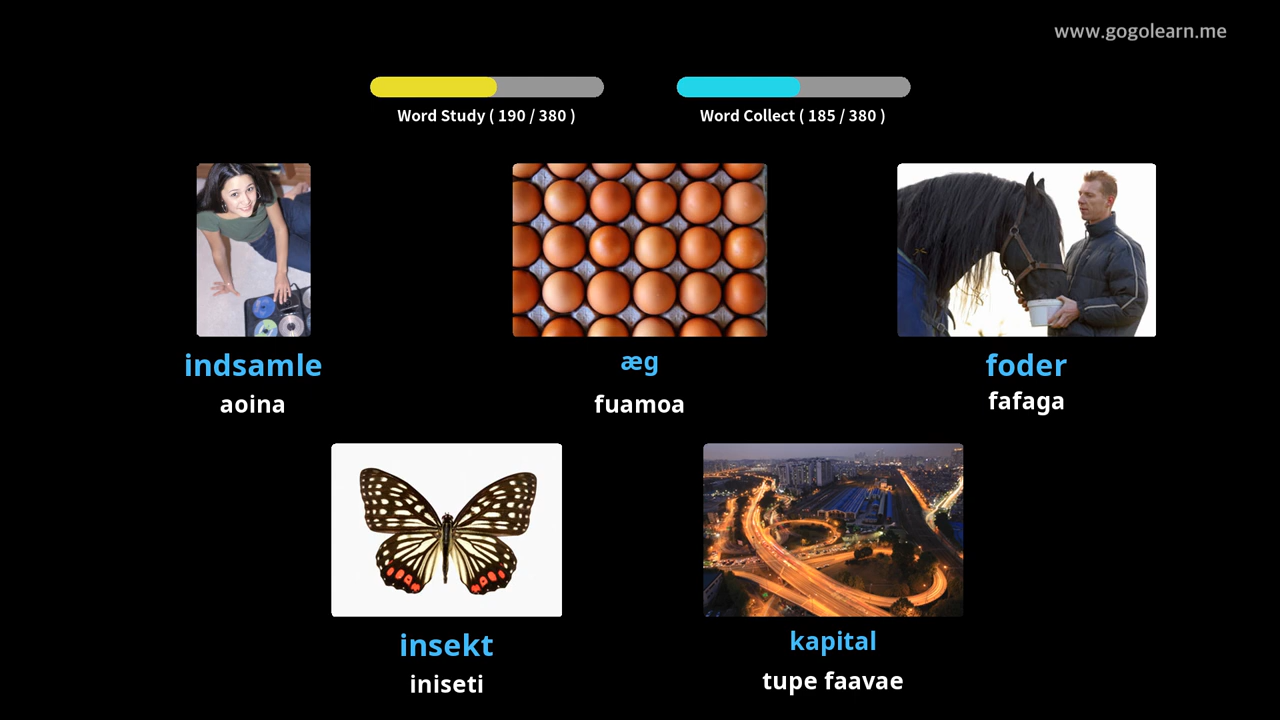 www.gogolearn.me
Word Study ( 190 / 380 )
Word Collect ( 185 / 380 )
indsamle
aoina
æg
fuamoa
foder
fafaga
insekt
iniseti
kapital
tupe faavae